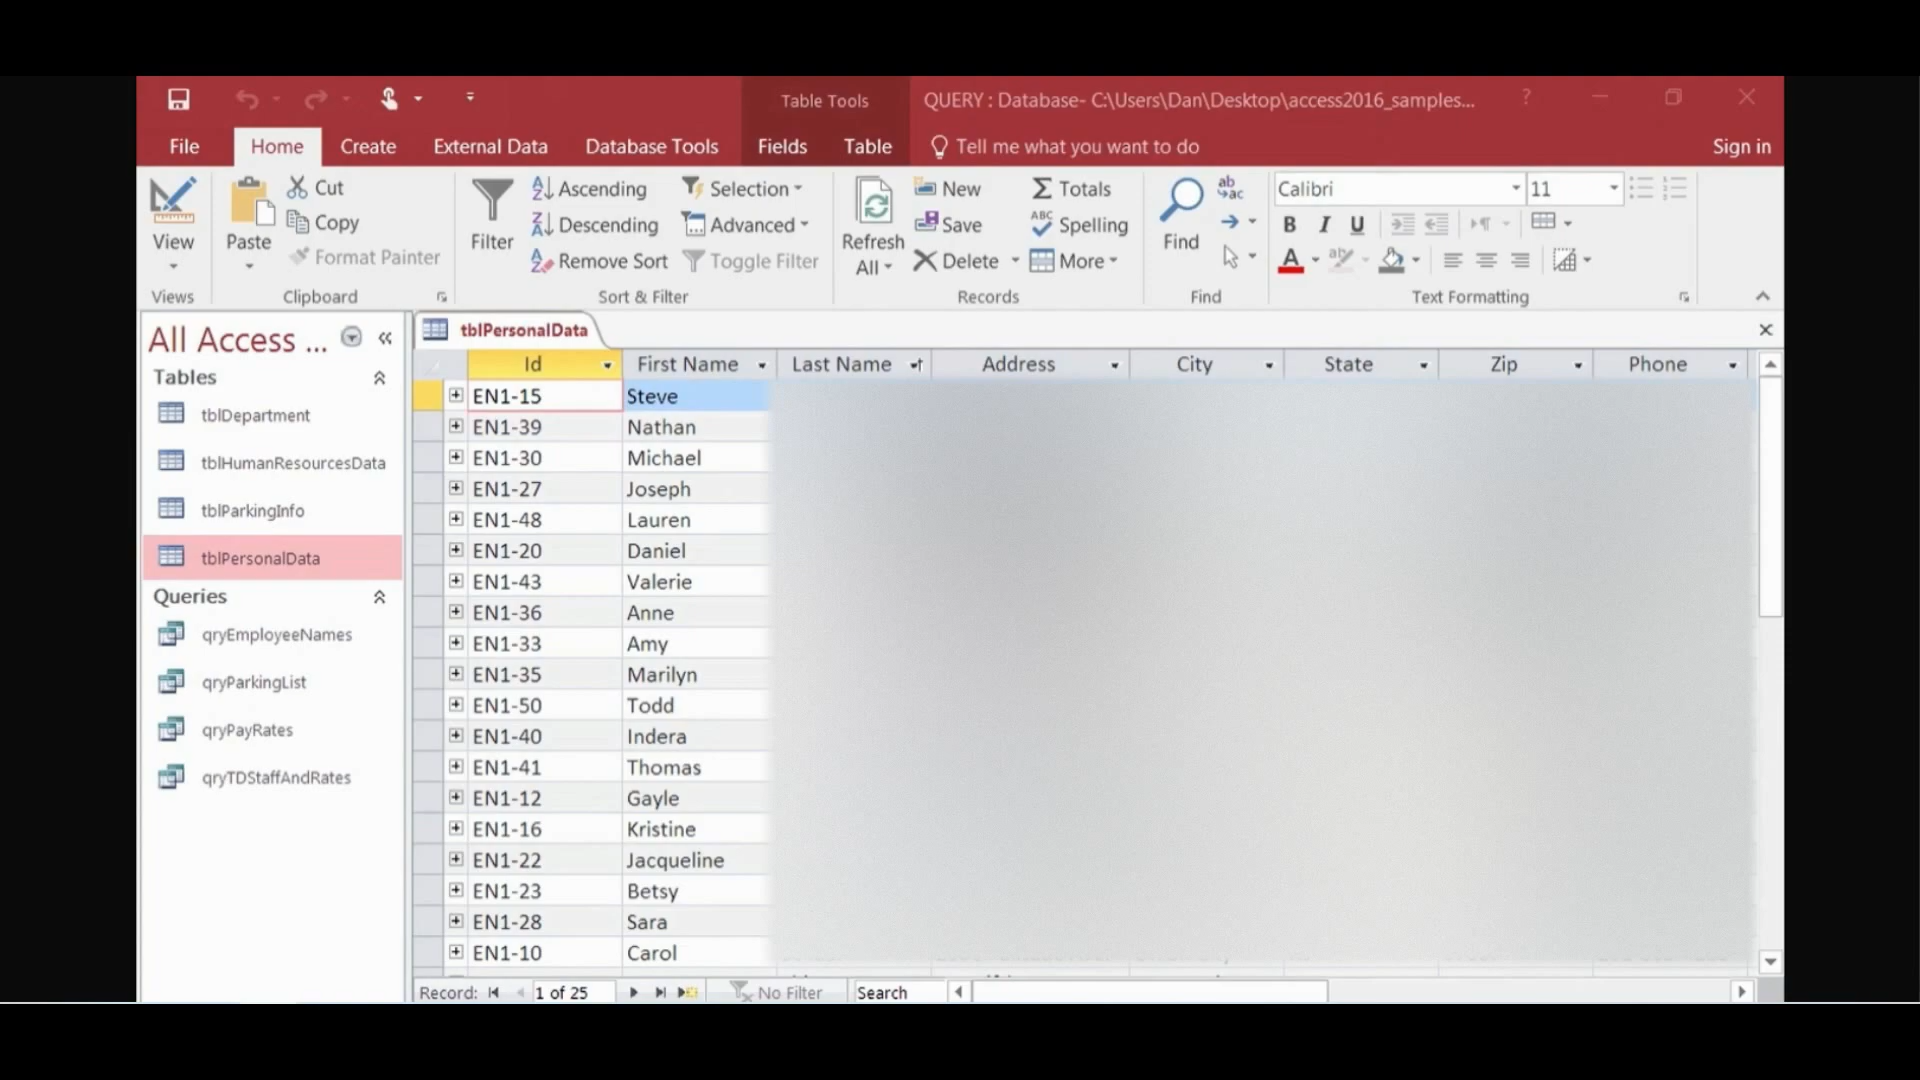 Table Tools
QUERY : Database- C:\Users\Dan\Desktop\access2016_samples...
?
File
Home
Create
External Data
Database Tools
Fields
Table
Tell me what you want to do
Sign in
View
Views
Paste
Cut
Copy
Format Painter
Clipboard
Filter
Ascending
Descending
Remove Sort
Selection
Advanced
Toggle Filter
Sort & Filter
Refresh
All
New
Save
Delete
Totals
Spelling
More
Records
Find
Find
Calibri
11
B I U
A
Text Formatting
All Access ...
Tables
tblDepartment
tblHumanResourcesData
tblParkingInfo
tblPersonalData
Queries
qryEmployeeNames
qryParkingList
qryPayRates
qryTDStaffAndRates
tblPersonalData
Id First Name Last Name Address City State Zip Phone
EN1-15 Steve
EN1-39 Nathan
EN1-30 Michael
EN1-27 Joseph
EN1-48 Lauren
EN1-20 Daniel
EN1-43 Valerie
EN1-36 Anne
EN1-33 Amy
EN1-35 Marilyn
EN1-50 Todd
EN1-40 Indera
EN1-41 Thomas
EN1-12 Gayle
EN1-16 Kristine
EN1-22 Jacqueline
EN1-23 Betsy
EN1-28 Sara
EN1-10 Carol
Record: 1 of 25 No Filter Search